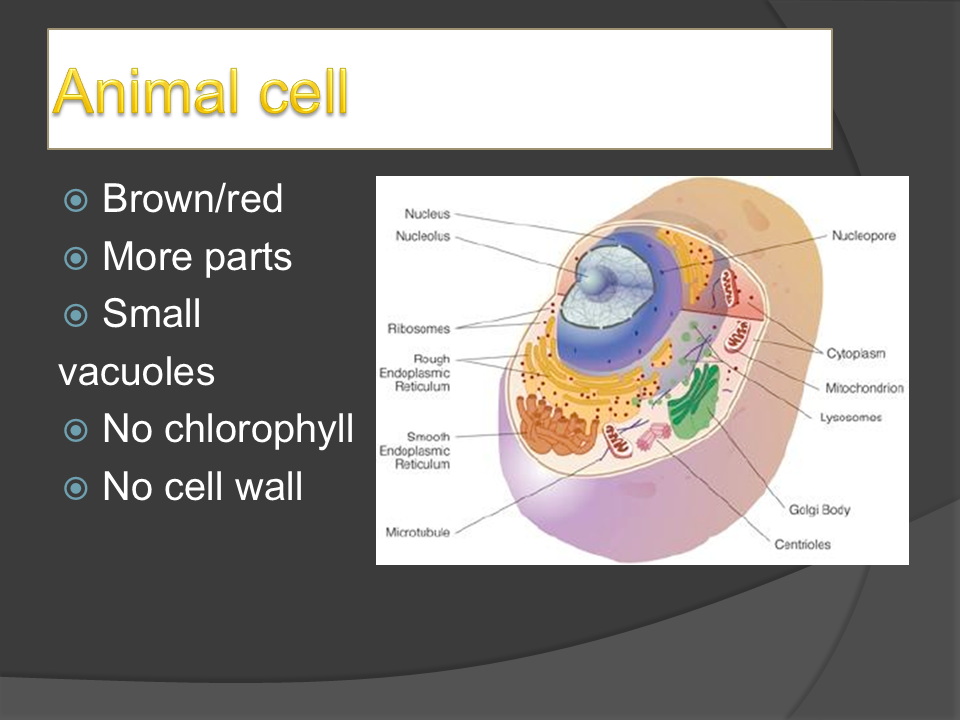 Animal cell
Brown/red
More parts
Small
vacuoles
No chlorophyll
No cell wall
Nucleus
Nucleolus
Nucleopore
Ribosomes
Rough
Endoplasmic
Reticulum
Cytoplasm
Mitochondrion
Lysosomes
Smooth
Endoplasmic
Reticulum
Golgi Body
Microtubule
Centrioles